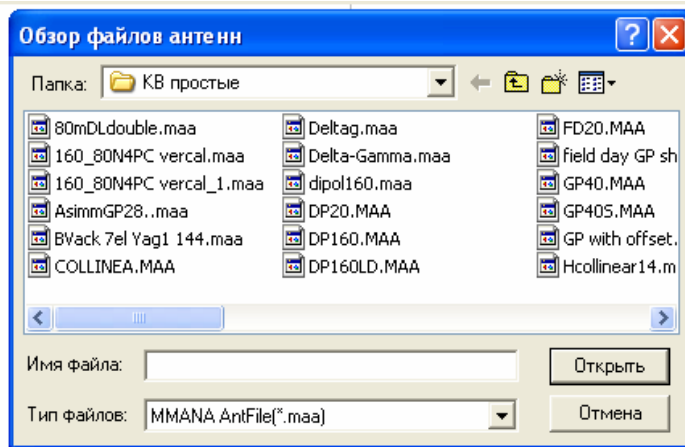 Обзор файлов антенн
Папка: КВ простые
80mDLdouble.maa Deltag.maa FD20.MAA
160_80N4PC vercal.maa Delta-Gamma.maa field day GP sh
160_80N4PC vercal_1.maa dipol160.maa GP40.MAA
AsimmGP28..maa DP20.MAA GP40S.MAA
BVack 7el Yag1 144.maa DP160.MAA GP with offset.
COLLINEA.MAA DP160LD.MAA Hcollinear14.m
Имя файла: Открыть
Тип файлов: MMANA AntFile(*.maa) Отмена